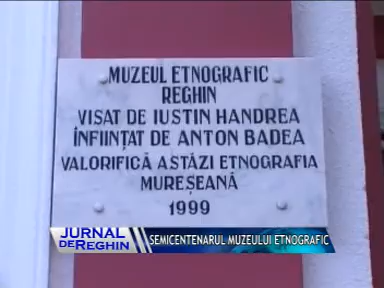 MUZEUL ETNOGRAFIC
REGHIN
VISAT DE IUSTIN HANDREA
ÎNFIINȚAT DE ANTON BADEA
VALORIFICĂ ASTĂZI ETNOGRAFIA
MUREȘEANĂ
1999
JURNAL
DE REGHIN
SEMICENTENARUL MUZEULUI ETNOGRAFIC